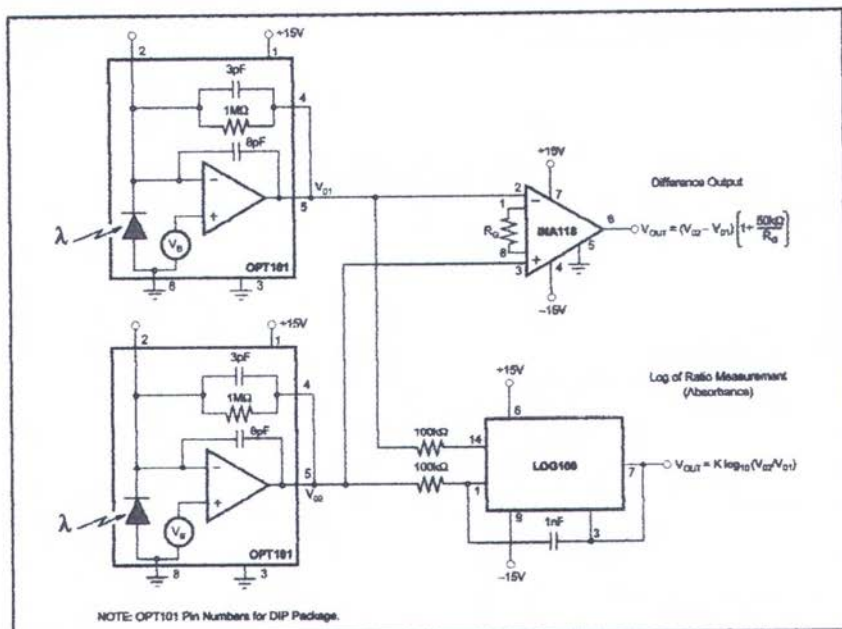 2
+15V
1
3pF
4
1MΩ
8pF
V01
5
λ
VB
OPT101
8
3
+15V
7
2
1
RG
8
3
INA118
6
5
4
−15V
Difference Output
VOUT = (V02 − V01) [1+ 50kΩ/RG]
2
+15V
1
3pF
4
1MΩ
8pF
5
V02
λ
VB
OPT101
8
3
Log of Ratio Measurement
(Absorbance)
+15V
6
100kΩ
14
100kΩ
1
LOG100
7
VOUT = K log10 (V02/V01)
9
3
1nF
−15V
NOTE: OPT101 Pin Numbers for DIP Package.